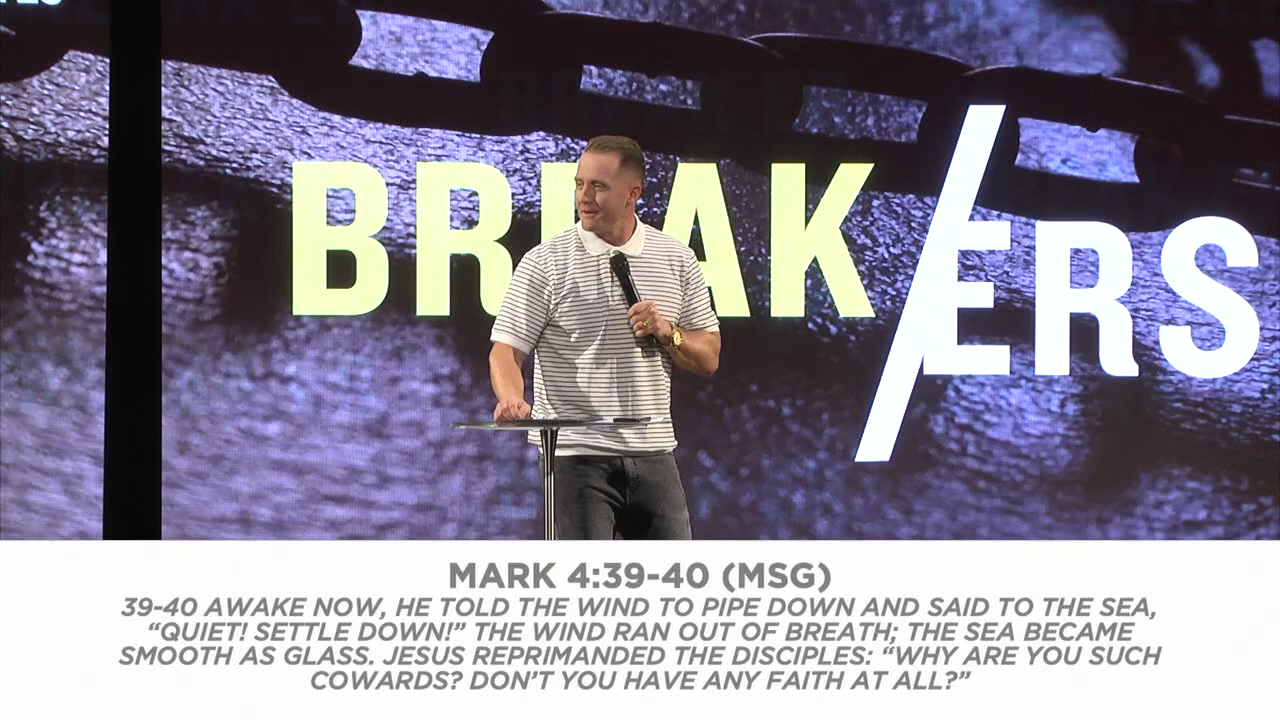 BREAK/ERS
MARK 4:39-40 (MSG)
39-40 AWAKE NOW, HE TOLD THE WIND TO PIPE DOWN AND SAID TO THE SEA,
“QUIET! SETTLE DOWN!” THE WIND RAN OUT OF BREATH; THE SEA BECAME
SMOOTH AS GLASS. JESUS REPRIMANDED THE DISCIPLES: “WHY ARE YOU SUCH
COWARDS? DON’T YOU HAVE ANY FAITH AT ALL?”